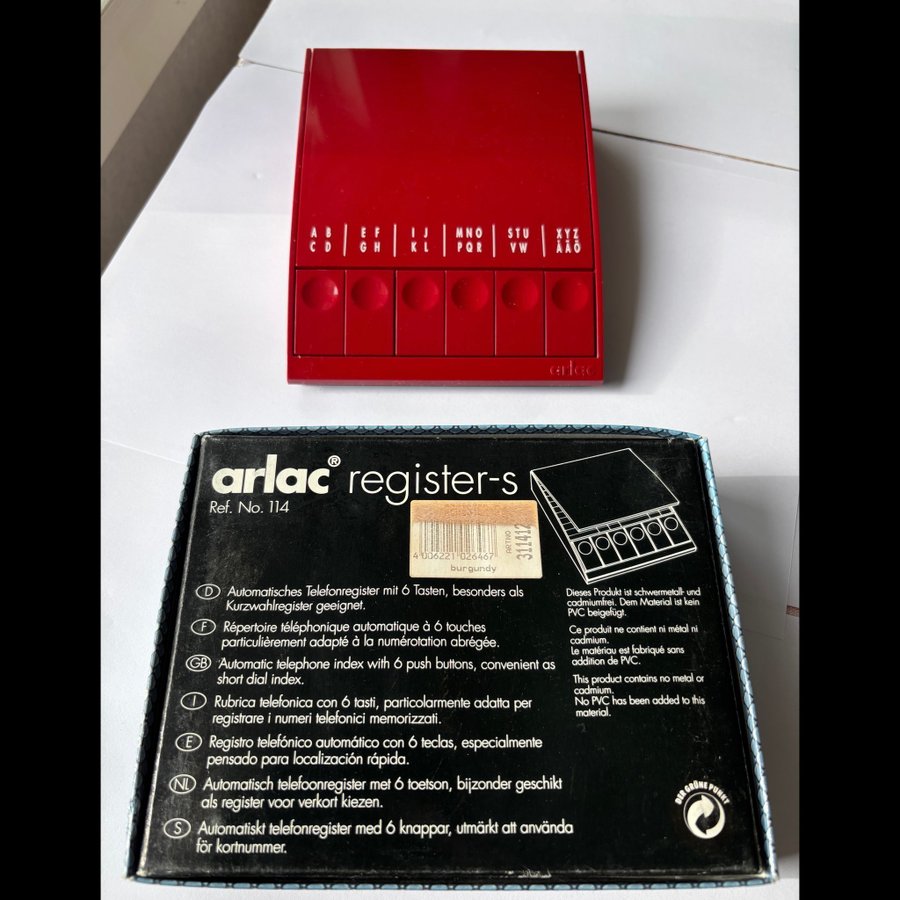 A B | E F | I J | MNO | STU | XYZ
C D | G H | K L | PQR | V W | ÅÄÖ
arlac
arlac® register-s
Ref. No. 114
4 006221 026467
burgundy
ARTNO
311412
D Automatisches Telefonregister mit 6 Tasten, besonders als
Kurzwahlregister geeignet.
F Répertoire téléphonique automatique à 6 touches
particulièrement adapté à la numérotation abrégée.
GB Automatic telephone index with 6 push buttons, convenient as
short dial index.
I Rubrica telefonica con 6 tasti, particolarmente adatta per
registrare i numeri telefonici memorizzati.
E Registro telefónico automático con 6 teclas, especialmente
pensado para localización rápida.
NL Automatisch telefoonregister met 6 toetson, bijzonder geschikt
als register voor verkort kiezen.
S Automatiskt telefonregister med 6 knappar, utmärkt att använda
för kortnummer.
Dieses Produkt ist schwermetall- und
cadmiumfrei. Dem Material ist kein
PVC beigefügt.
Ce produit ne contient ni métal ni
cadmium.
Le matériau est fabriqué sans
addition de PVC.
This product contains no metal or
cadmium.
No PVC has been added to this
material.
DER GRÜNE PUNKT